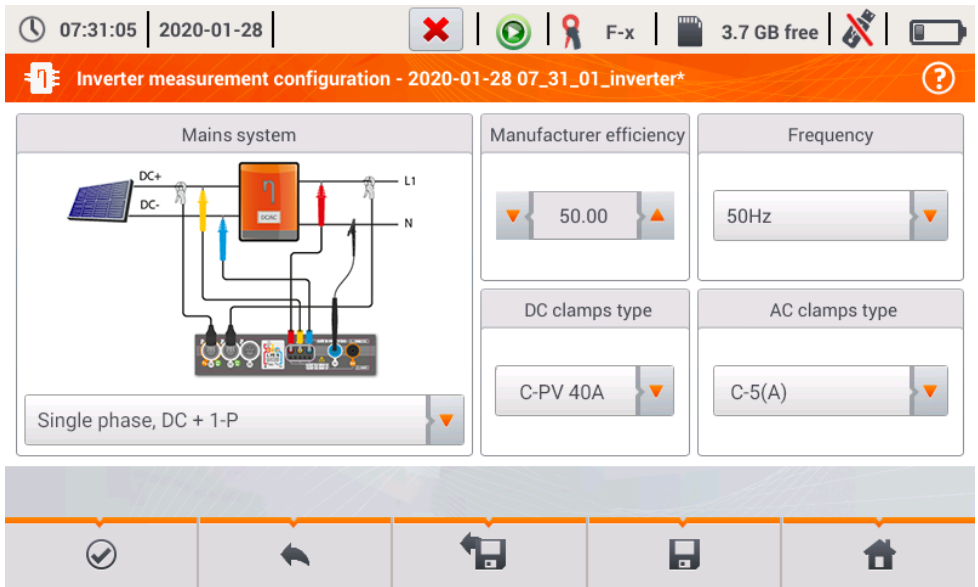 07:31:05 2020-01-28 F-x 3.7 GB free
Inverter measurement configuration - 2020-01-28 07_31_01_inverter*
Mains system
Manufacturer efficiency
Frequency
DC+
DC-
η
DC/AC
L1
N
50.00
50Hz
DC clamps type
AC clamps type
C-PV 40A
C-5(A)
Single phase, DC + 1-P